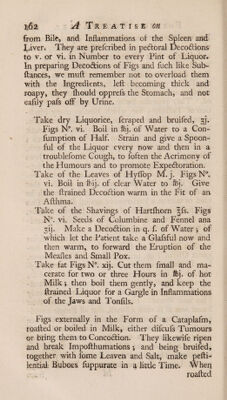 162 A TREATISE on
from Bile, and Inflammations of the Spleen and
Liver. They are prescribed in pectoral Decoctions
to v. or vi. in Number to every Pint of Liquor.
In preparing Decoctions of Figs and such like Sub-
stances, we must remember not to overload them
with the Ingredients, lest becoming thick and
roapy, they should oppress the Stomach, and not
easily pass off by Urine.
Take dry Liquorice, scraped and bruised, ʒj.
Figs Nº. vi. Boil in ℔ij. of Water to a Con-
sumption of Half. Strain and give a Spoon-
ful of the Liquor every now and then in a
troublesome Cough, to soften the Acrimony of
the Humours and to promote Expectoration.
Take of the Leaves of Hyssop M. j. Figs Nº.
vi. Boil in ℔ij. of clear Water to ℔j. Give
the strained Decoction warm in the Fit of an
Asthma.
Take of the Shavings of Hartshorn ℥ss. Figs
Nº. vi. Seeds of Columbine and Fennel ana
ʒij. Make a Decoction in q. s. of Water; of
which let the Patient take a Glassful now and
then warm, to forward the Eruption of the
Measles and Small Pox.
Take fat Figs Nº. xij. Cut them small and ma-
cerate for two or three Hours in ℔j. of hot
Milk; then boil them gently, and keep the
strained Liquor for a Gargle in Inflammations
of the Jaws and Tonsils.
Figs externally in the Form of a Cataplasm,
roasted or boiled in Milk, either discuss Tumours
or bring them to Concoction. They likewise ripen
and break Imposthumations; and being bruised,
together with some Leaven and Salt, make pesti-
lential Buboes suppurate in a little Time. When
roasted